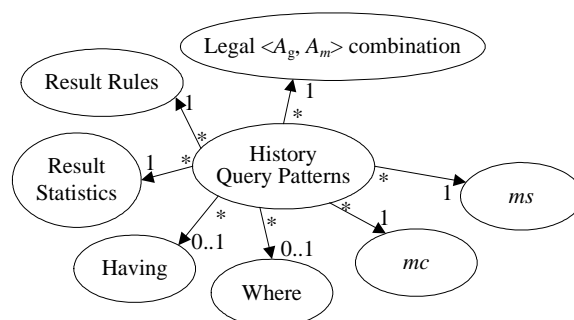 Legal <Ag, Am> combination
Result Rules
1
1
*
*
Result
Statistics
1
*
History
Query Patterns
*
1
ms
*
1
mc
*
0..1
Having
*
0..1
Where